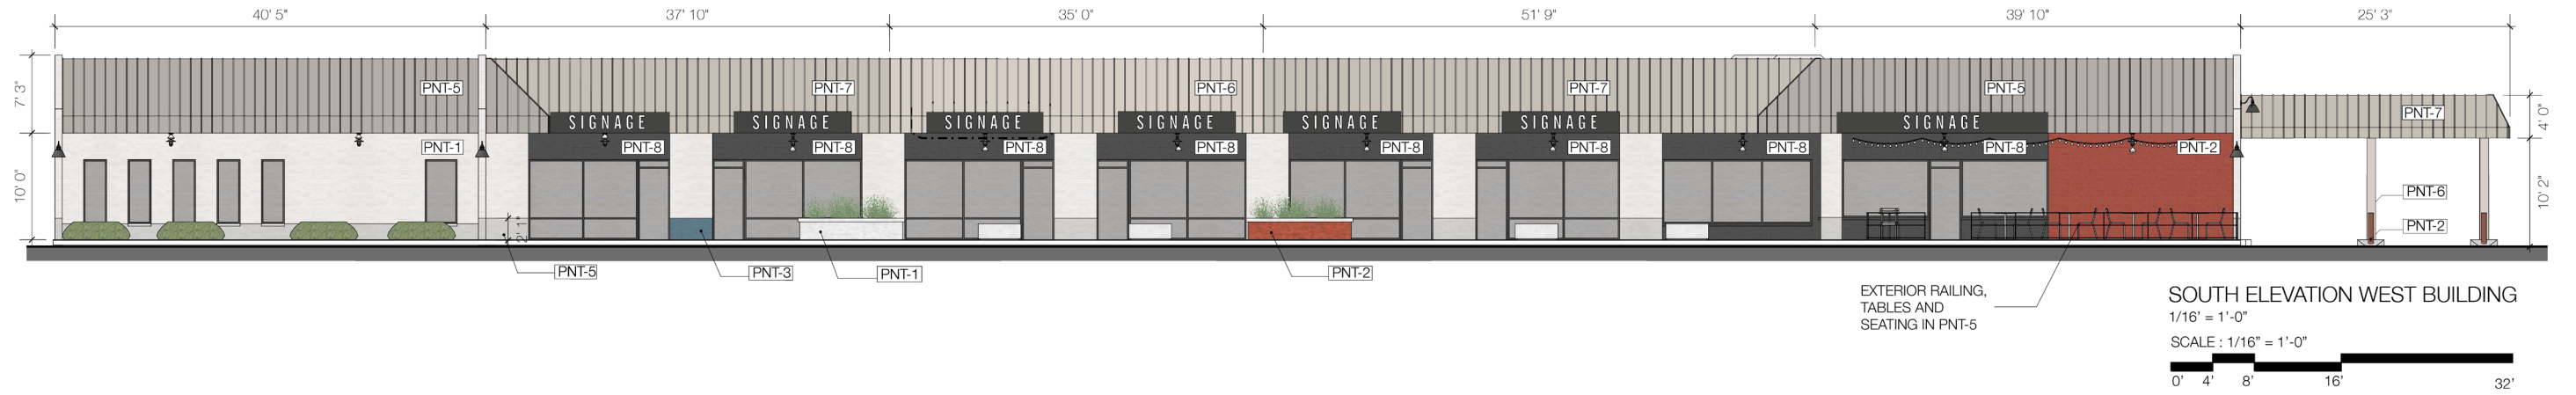 40' 5"
37' 10"
35' 0"
51' 9"
39' 10"
25' 3"
7' 3"
10' 0"
4' 0"
10' 2"
PNT-5
PNT-7
PNT-6
PNT-7
PNT-5
PNT-7
SIGNAGE
SIGNAGE
SIGNAGE
SIGNAGE
SIGNAGE
SIGNAGE
SIGNAGE
PNT-1
PNT-8
PNT-8
PNT-8
PNT-8
PNT-8
PNT-8
PNT-8
PNT-8
PNT-2
PNT-6
PNT-2
2' 1"
PNT-5
PNT-3
PNT-1
PNT-2
EXTERIOR RAILING,
TABLES AND
SEATING IN PNT-5
SOUTH ELEVATION WEST BUILDING
1/16' = 1'-0"
SCALE : 1/16" = 1'-0"
0' 4' 8' 16' 32'